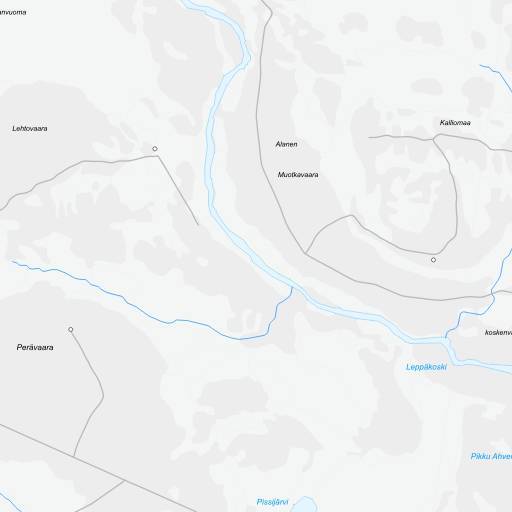 Kalliomaa
Lehtovaara
Alanen
Muotkavaara
Perävaara
Leppäkoski
Pissijärvi